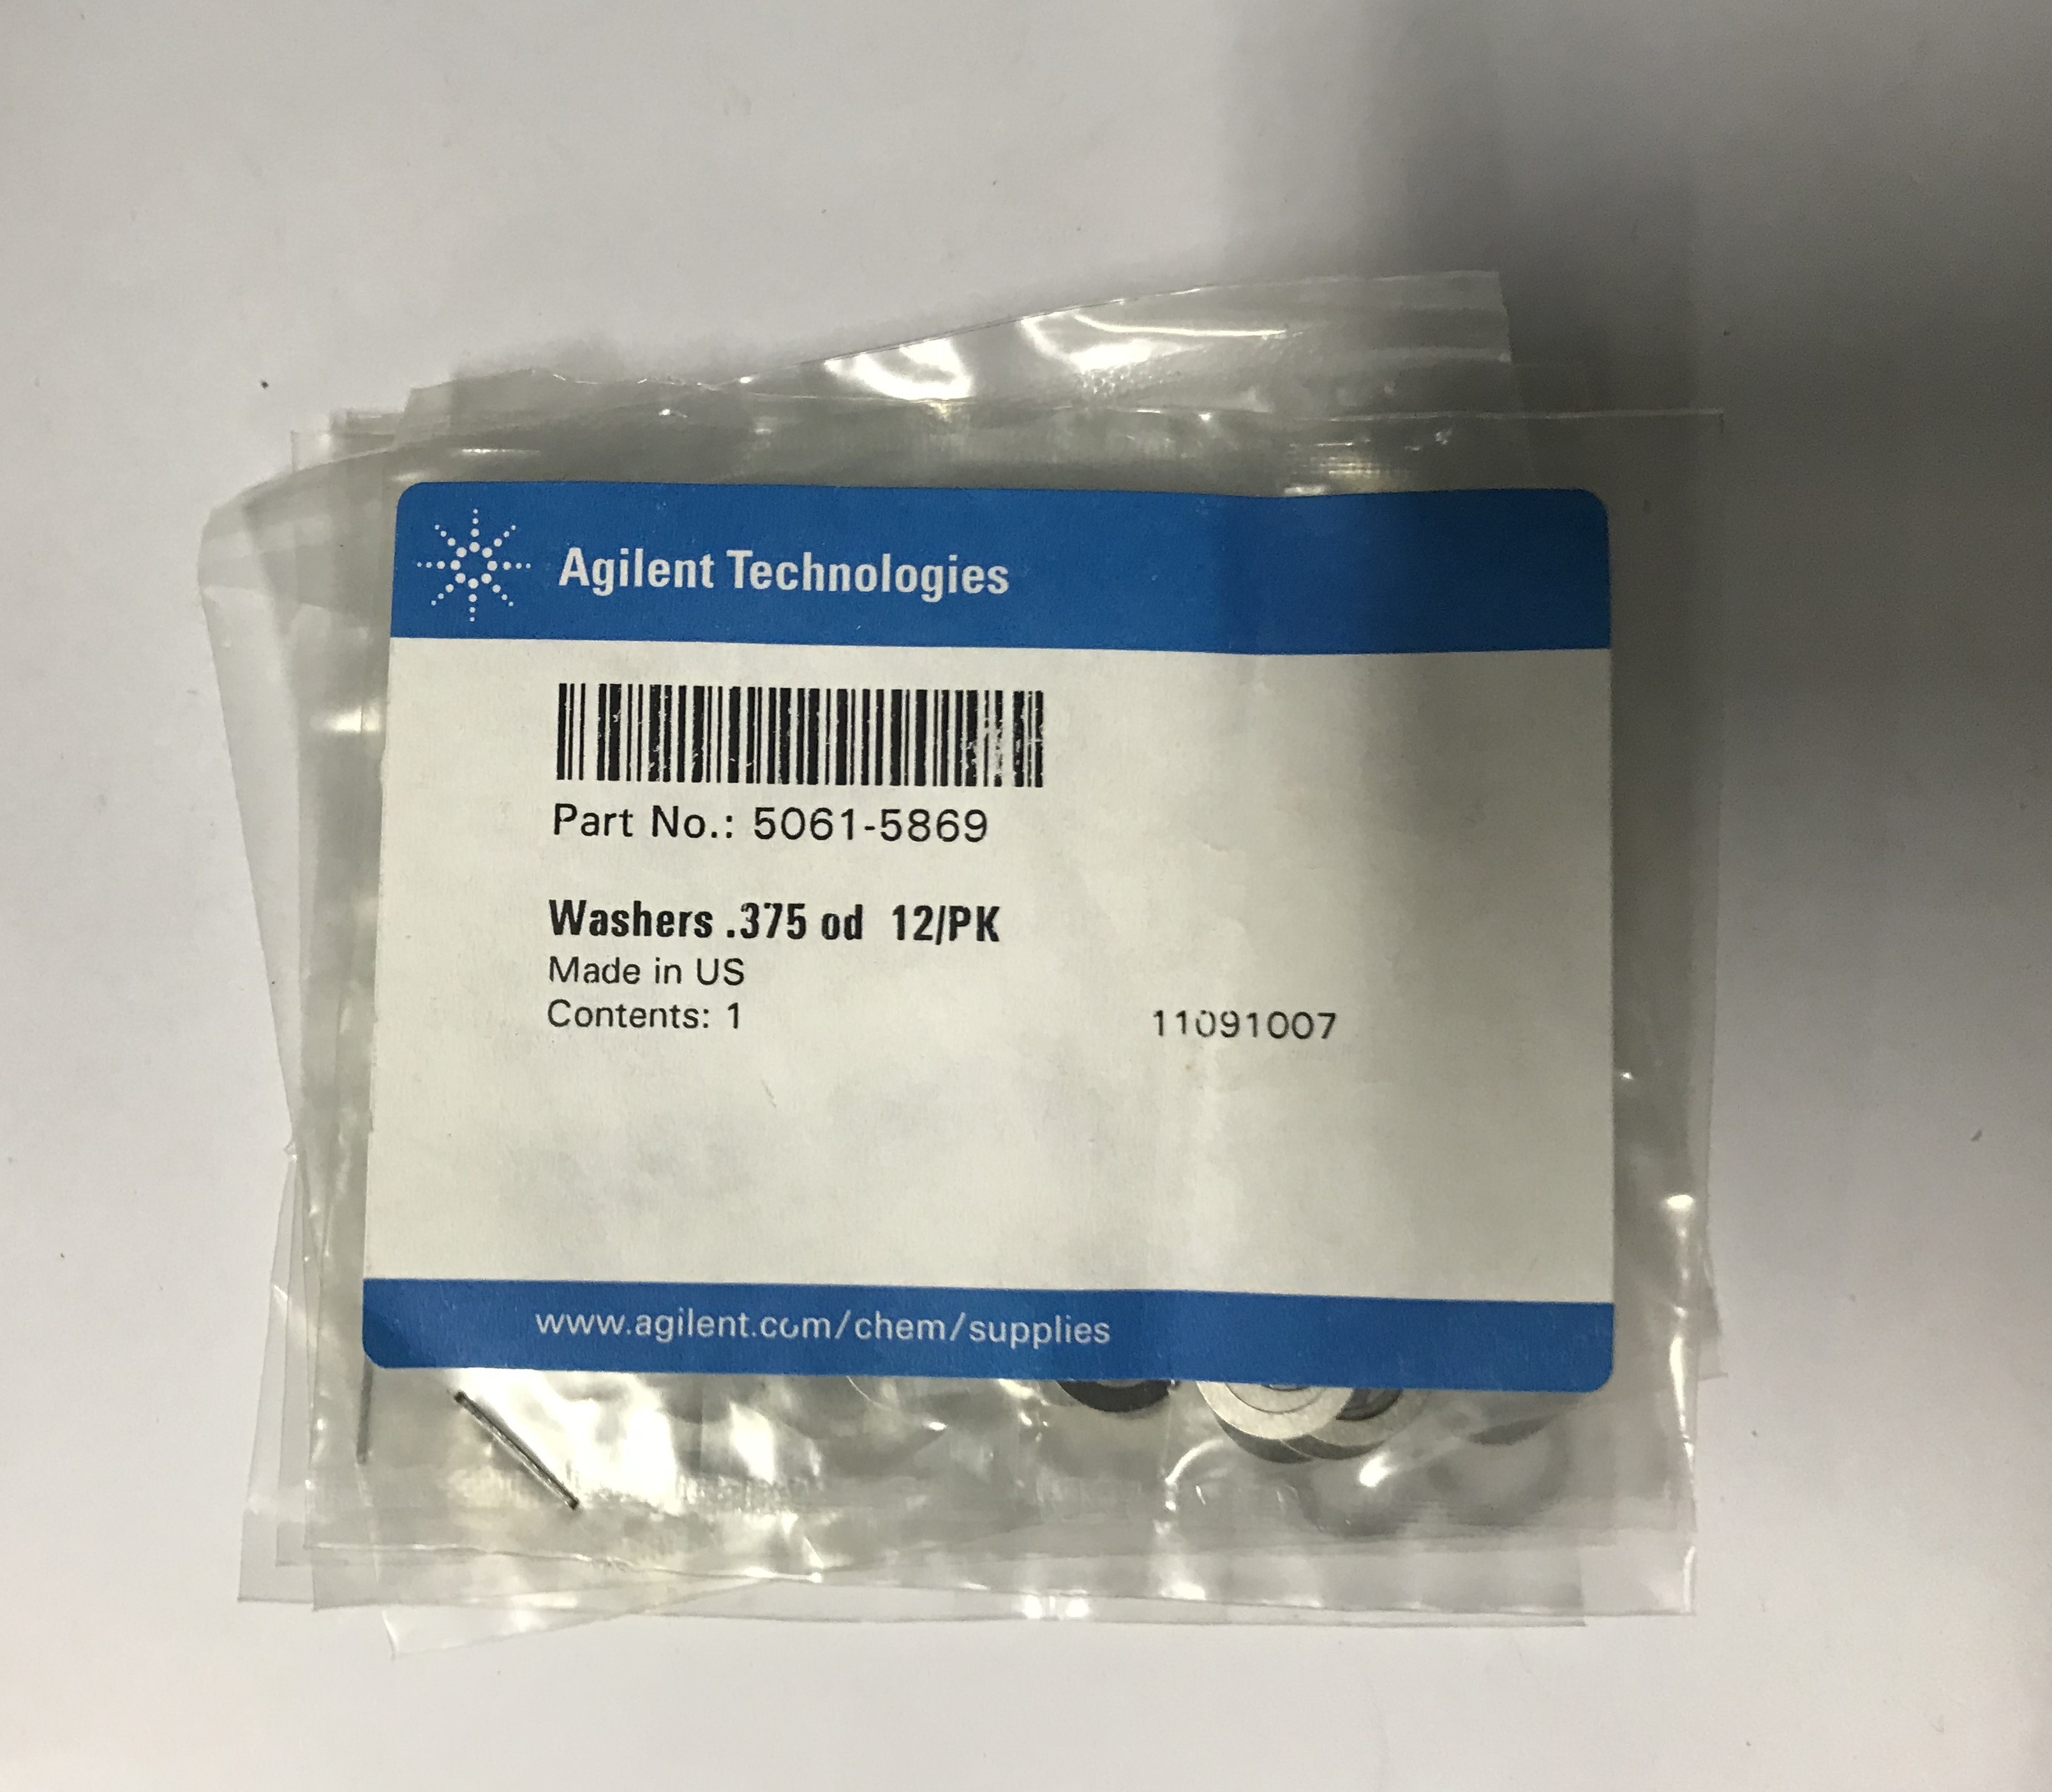 Agilent Technologies
Part No.: 5061-5869
Washers .375 od 12/PK
Made in US
Contents: 1
11091007
www.agilent.com/chem/supplies